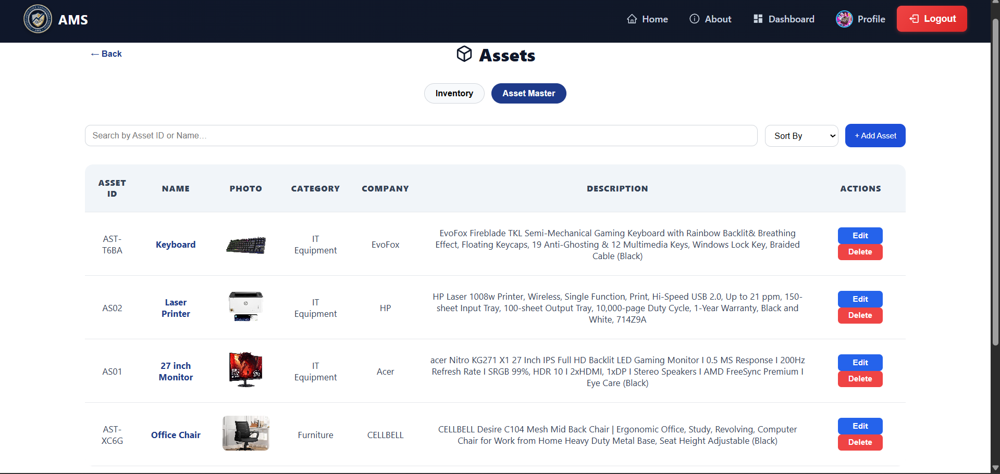 AMS
Home
About
Dashboard
Profile
Logout
← Back
Assets
Inventory
Asset Master
Search by Asset ID or Name...
Sort By
+ Add Asset
ASSET
ID
NAME
PHOTO
CATEGORY
COMPANY
DESCRIPTION
ACTIONS
AST-
T6BA
Keyboard
IT
Equipment
EvoFox
EvoFox Fireblade TKL Semi-Mechanical Gaming Keyboard with Rainbow Backlit& Breathing
Effect, Floating Keycaps, 19 Anti-Ghosting & 12 Multimedia Keys, Windows Lock Key, Braided
Cable (Black)
Edit
Delete
AS02
Laser
Printer
IT
Equipment
HP
HP Laser 1008w Printer, Wireless, Single Function, Print, Hi-Speed USB 2.0, Up to 21 ppm, 150-
sheet Input Tray, 100-sheet Output Tray, 10,000-page Duty Cycle, 1-Year Warranty, Black and
White, 714Z9A
Edit
Delete
AS01
27 inch
Monitor
IT
Equipment
Acer
acer Nitro KG271 X1 27 Inch IPS Full HD Backlit LED Gaming Monitor I 0.5 MS Response I 200Hz
Refresh Rate I SRGB 99%, HDR 10 I 2xHDMI, 1xDP I Stereo Speakers I AMD FreeSync Premium I
Eye Care (Black)
Edit
Delete
AST-
XC6G
Office Chair
Furniture
CELLBELL
CELLBELL Desire C104 Mesh Mid Back Chair | Ergonomic Office, Study, Revolving, Computer
Chair for Work from Home Heavy Duty Metal Base, Seat Height Adjustable (Black)
Edit
Delete